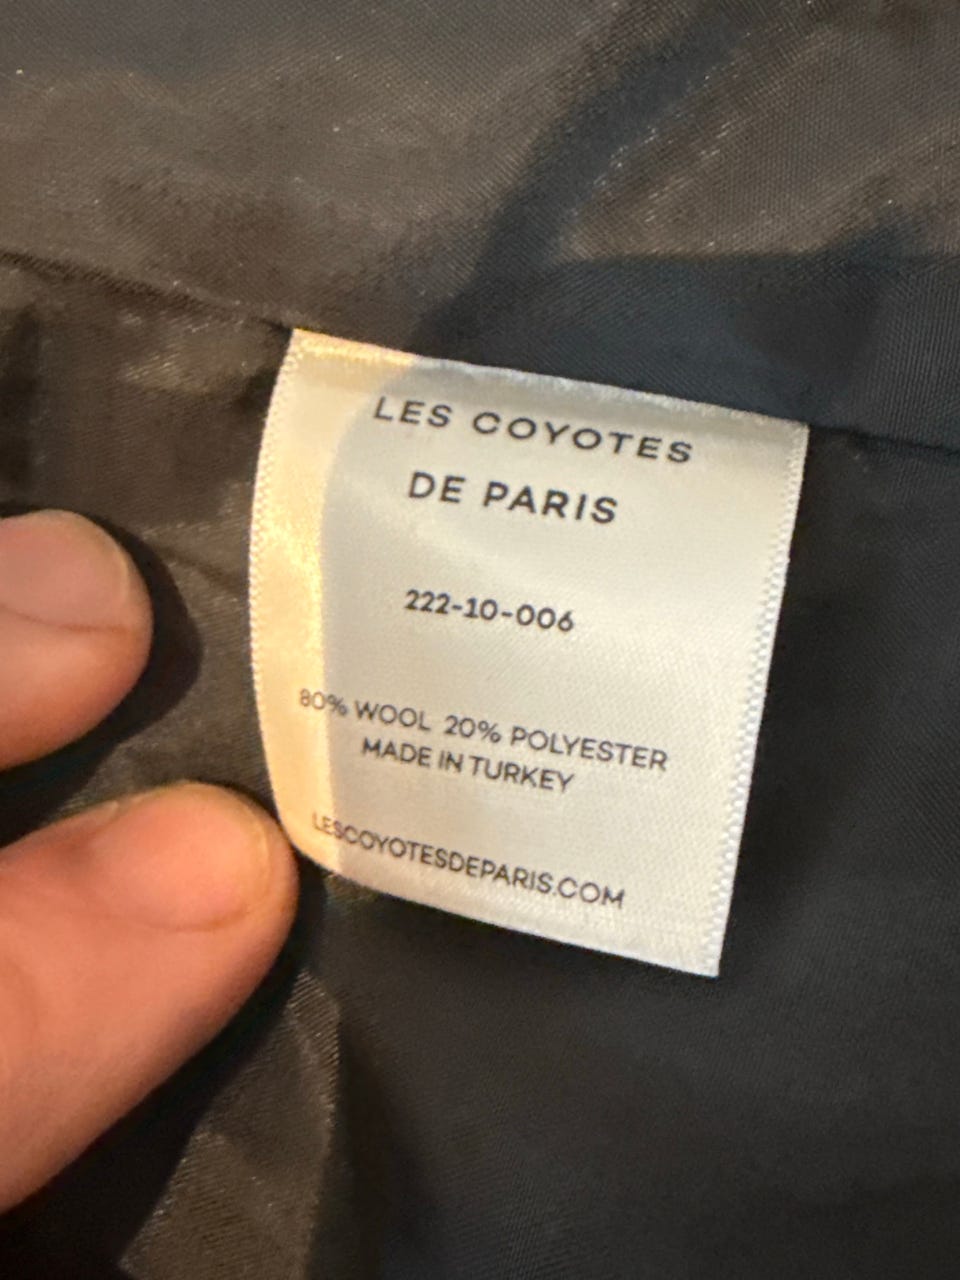 LES COYOTES
DE PARIS
222-10-006
80% WOOL 20% POLYESTER
MADE IN TURKEY
LESCOYOTESDEPARIS.COM